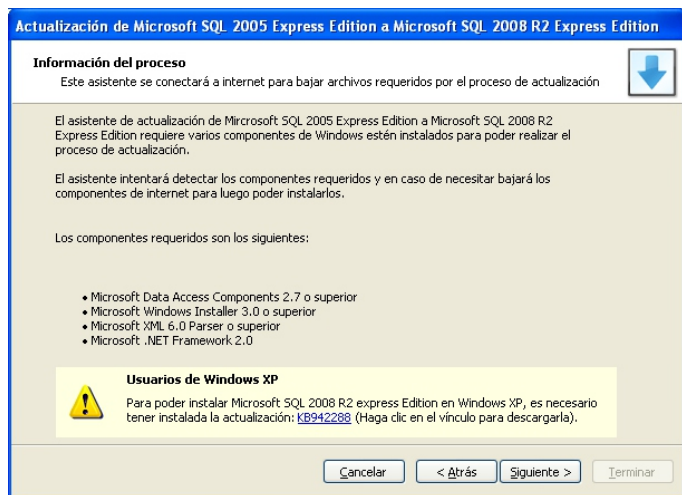 Actualización de Microsoft SQL 2005 Express Edition a Microsoft SQL 2008 R2 Express Edition
Información del proceso
Este asistente se conectará a internet para bajar archivos requeridos por el proceso de actualización
El asistente de actualización de Mircrosoft SQL 2005 Express Edition a Microsoft SQL 2008 R2
Express Edition requiere varios componentes de Windows estén instalados para poder realizar el
proceso de actualización.
El asistente intentará detectar los componentes requeridos y en caso de necesitar bajará los
componentes de internet para luego poder instalarlos.
Los componentes requeridos son los siguientes:
• Microsoft Data Access Components 2.7 o superior
• Microsoft Windows Installer 3.0 o superior
• Microsoft XML 6.0 Parser o superior
• Microsoft .NET Framework 2.0
Usuarios de Windows XP
Para poder instalar Microsoft SQL 2008 R2 express Edition en Windows XP, es necesario
tener instalada la actualización: KB942288 (Haga clic en el vínculo para descargarla).
Cancelar < Atrás Siguiente > Terminar